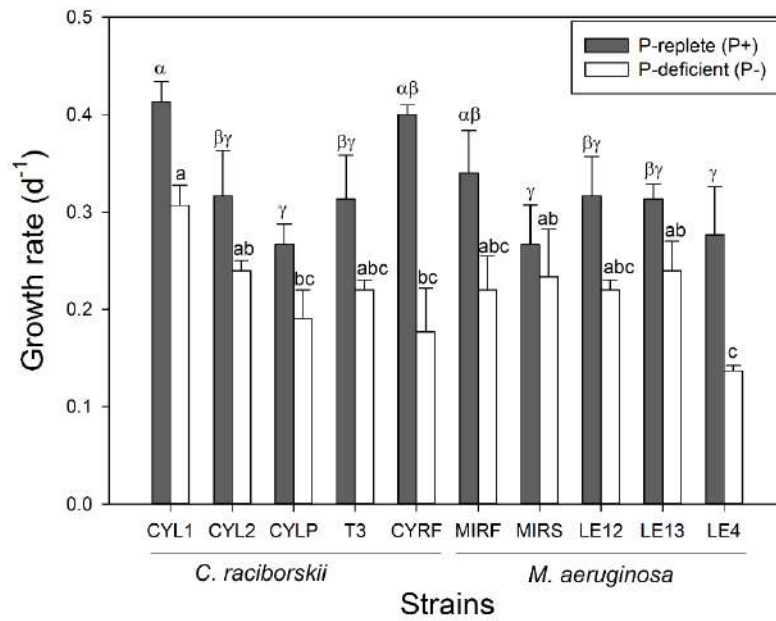 0.5
0.4
0.3
0.2
0.1
0.0
Growth rate (d⁻¹)
P-replete (P+)
P-deficient (P-)
α
a
βγ
ab
γ
bc
βγ
abc
αβ
bc
αβ
abc
γ
ab
βγ
abc
βγ
ab
γ
c
CYL1 CYL2 CYLP T3 CYRF MIRF MIRS LE12 LE13 LE4
C. raciborskii M. aeruginosa
Strains